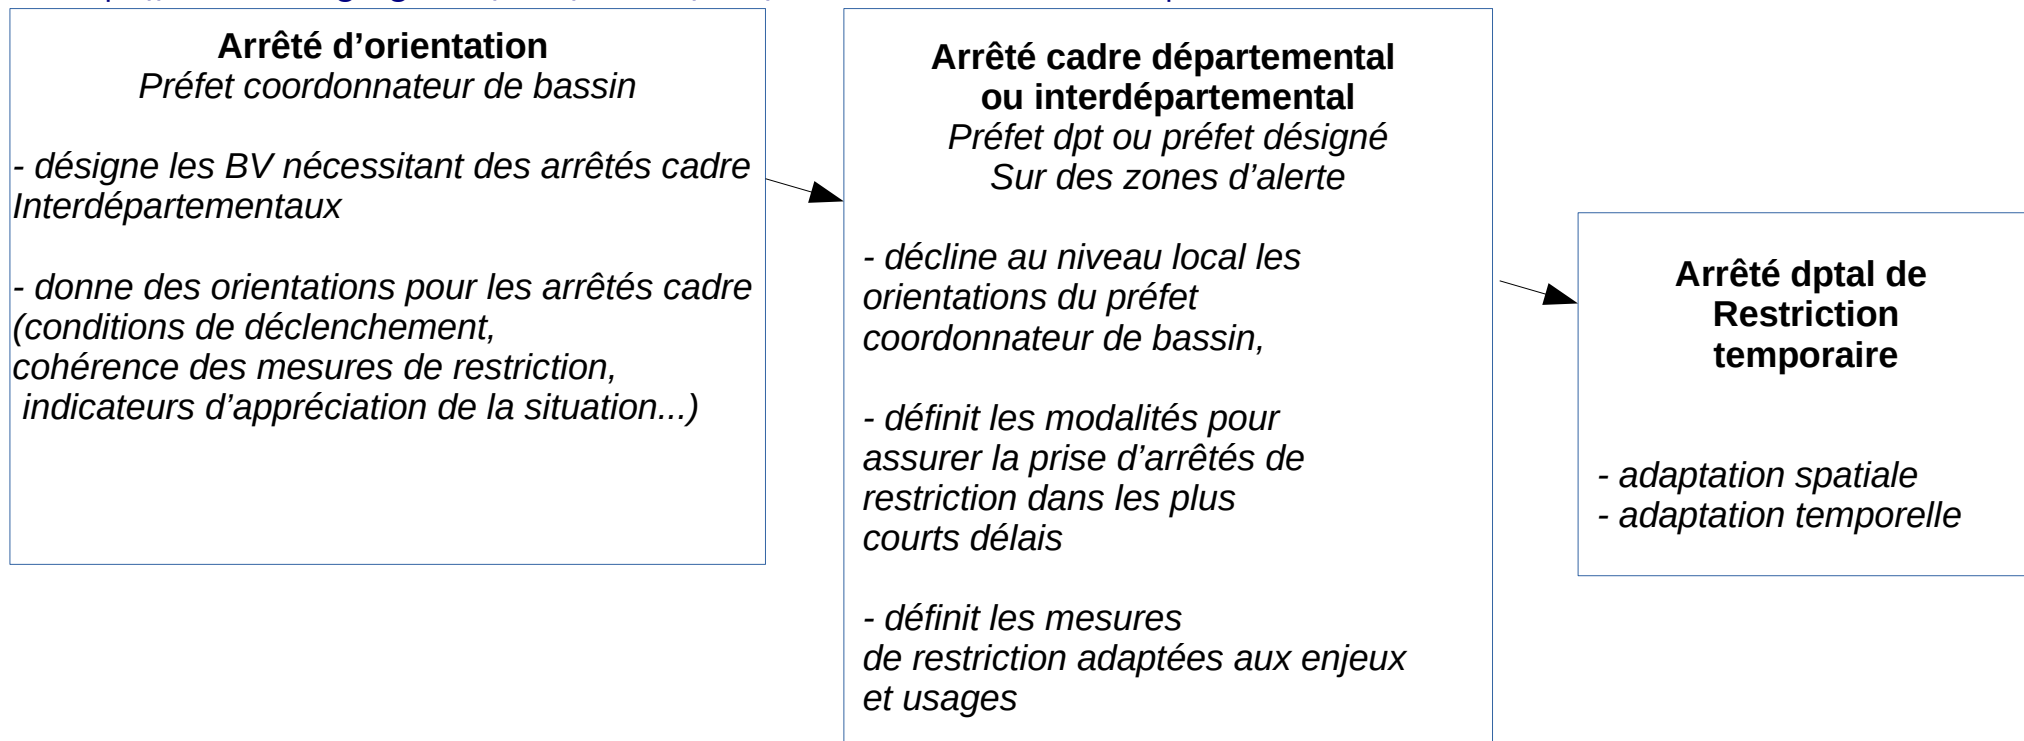 Arrêté d’orientation
Préfet coordonnateur de bassin
- désigne les BV nécessitant des arrêtés cadre
Interdépartementaux
- donne des orientations pour les arrêtés cadre
(conditions de déclenchement,
cohérence des mesures de restriction,
indicateurs d’appréciation de la situation...)
Arrêté cadre départemental
ou interdépartemental
Préfet dpt ou préfet désigné
Sur des zones d’alerte
- décline au niveau local les
orientations du préfet
coordonnateur de bassin,
- définit les modalités pour
assurer la prise d’arrêtés de
restriction dans les plus
courts délais
- définit les mesures
de restriction adaptées aux enjeux
et usages
Arrêté dptal de
Restriction
temporaire
- adaptation spatiale
- adaptation temporelle